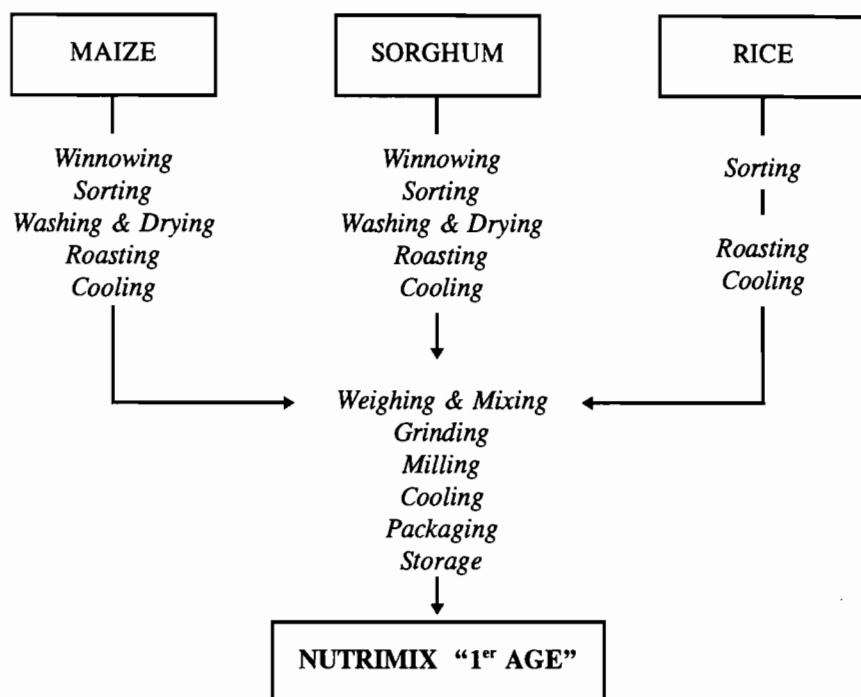 MAIZE
Winnowing
Sorting
Washing & Drying
Roasting
Cooling
SORGHUM
Winnowing
Sorting
Washing & Drying
Roasting
Cooling
RICE
Sorting
Roasting
Cooling
Weighing & Mixing
Grinding
Milling
Cooling
Packaging
Storage
NUTRIMIX “1er AGE”